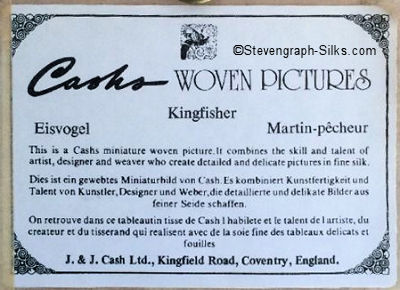 ©Stevengraph-Silks.com
Cashs WOVEN PICTURES
Kingfisher
Eisvogel Martin-pêcheur
This is a Cashs miniature woven picture.It combines the skill and talent of
artist, designer and weaver who create detailed and delicate pictures in fine silk.
Dies ist ein gewebtes Miniaturbild von Cash.Es kombiniert Kunstfertigkeit und
Talent von Kunstler,Designer und Weber,die detaillierte und delikate Bilder aus
feiner Seide schaffen.
On retrouve dans ce tableautin tisse de Cash l habilete et le talent de l artiste, du
createur et du tisserand qui realisent avec de la soie fine des tableaux delicats et
fouilles
J. & J. Cash Ltd., Kingfield Road, Coventry, England.